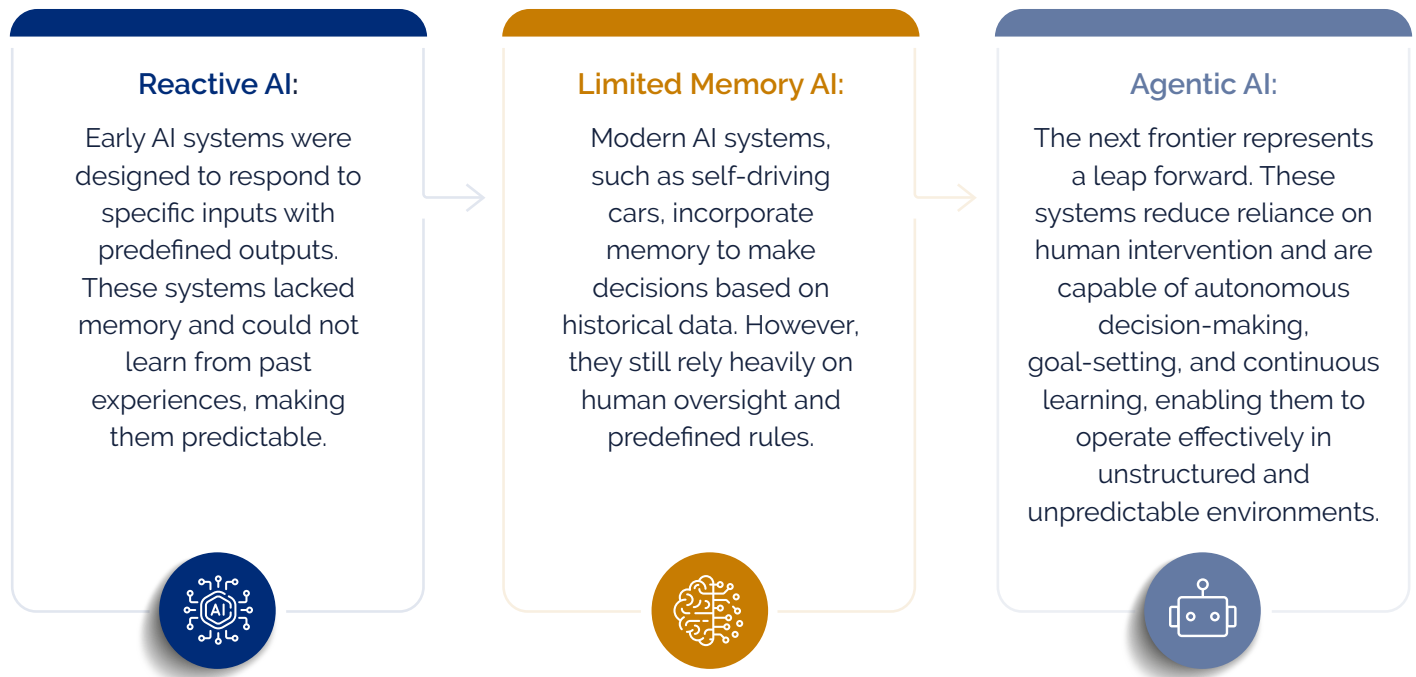 Reactive AI:
Early AI systems were
designed to respond to
specific inputs with
predefined outputs.
These systems lacked
memory and could not
learn from past
experiences, making
them predictable.
AI
Limited Memory AI:
Modern AI systems,
such as self-driving
cars, incorporate
memory to make
decisions based on
historical data. However,
they still rely heavily on
human oversight and
predefined rules.
Agentic AI:
The next frontier represents
a leap forward. These
systems reduce reliance on
human intervention and are
capable of autonomous
decision-making,
goal-setting, and continuous
learning, enabling them to
operate effectively in
unstructured and
unpredictable environments.